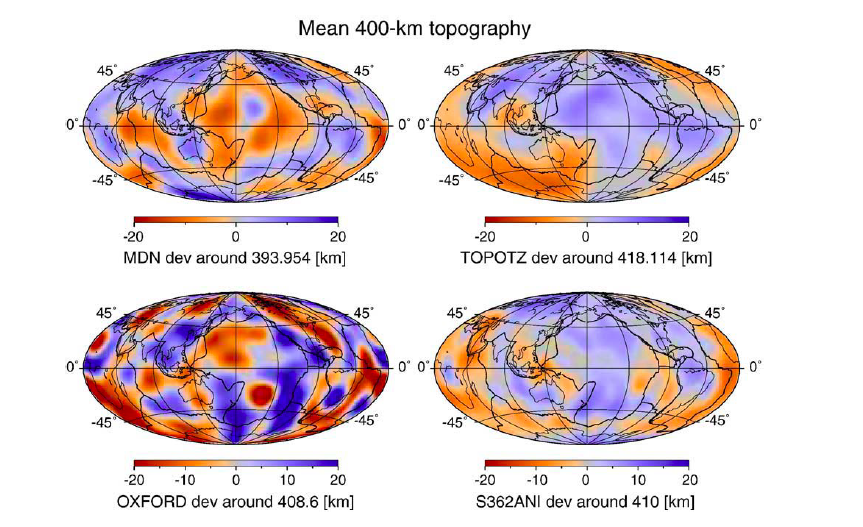 Mean 400-km topography
45° 45° 45° 45°
0° 0° 0° 0°
-45° -45° -45° -45°
-20 0 20 -20 0 20
MDN dev around 393.954 [km] TOPOTZ dev around 418.114 [km]
45° 45° 45° 45°
0° 0° 0° 0°
-45° -45° -45° -45°
-20 -10 0 10 20 -20 -10 0 10 20
OXFORD dev around 408.6 [km] S362ANI dev around 410 [km]